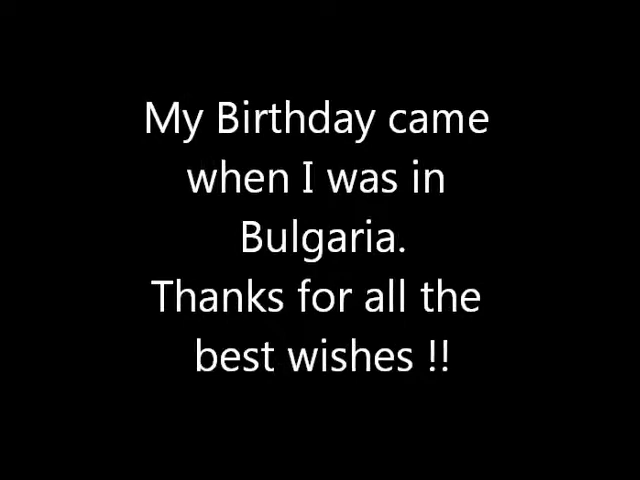 My Birthday came
when I was in
Bulgaria.
Thanks for all the
best wishes !!